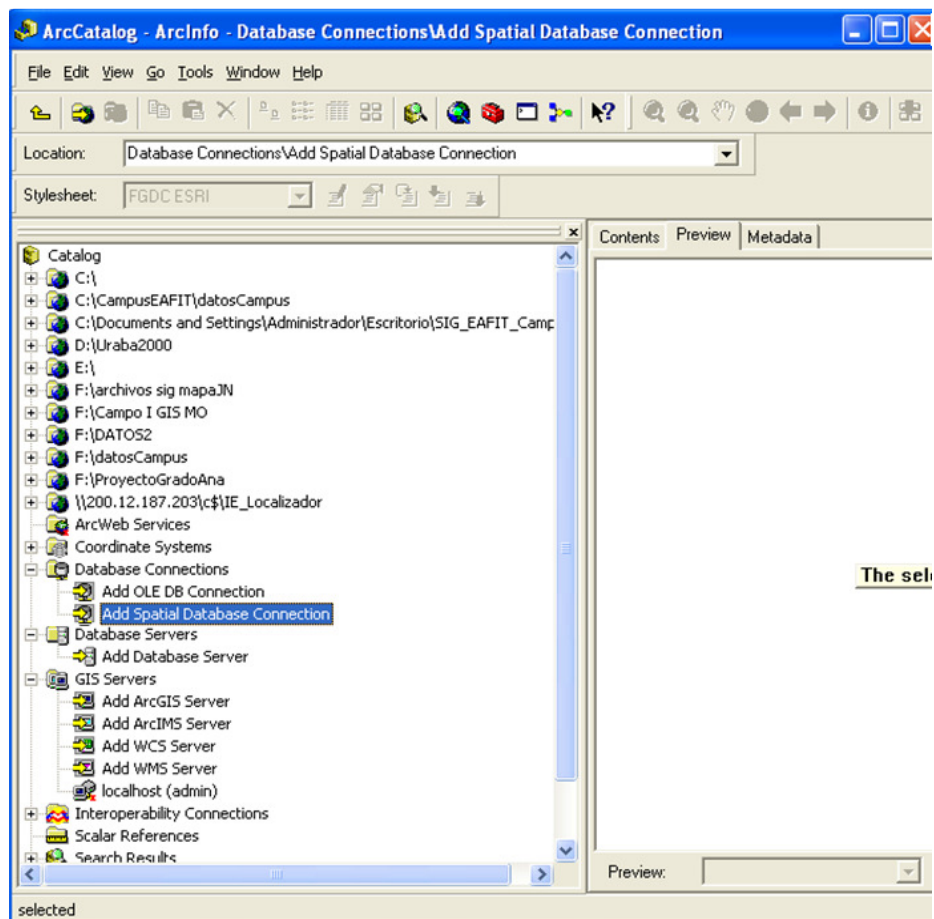 ArcCatalog - ArcInfo - Database Connections\Add Spatial Database Connection
File Edit View Go Tools Window Help
Location: Database Connections\Add Spatial Database Connection
Stylesheet: FGDC ESRI
Contents Preview Metadata
Catalog
C:\
C:\CampusEAFIT\datosCampus
C:\Documents and Settings\Administrador\Escritorio\SIG_EAFIT_Camp
D:\Uraba2000
E:\
F:\archivos sig mapaJN
F:\Campo I GIS MO
F:\DATOS2
F:\datosCampus
F:\ProyectoGradoAna
\\200.12.187.203\c$\IE_Localizador
ArcWeb Services
Coordinate Systems
Database Connections
Add OLE DB Connection
Add Spatial Database Connection
Database Servers
Add Database Server
GIS Servers
Add ArcGIS Server
Add ArcIMS Server
Add WCS Server
Add WMS Server
localhost (admin)
Interoperability Connections
Scalar References
Search Results
The sele
Preview:
selected